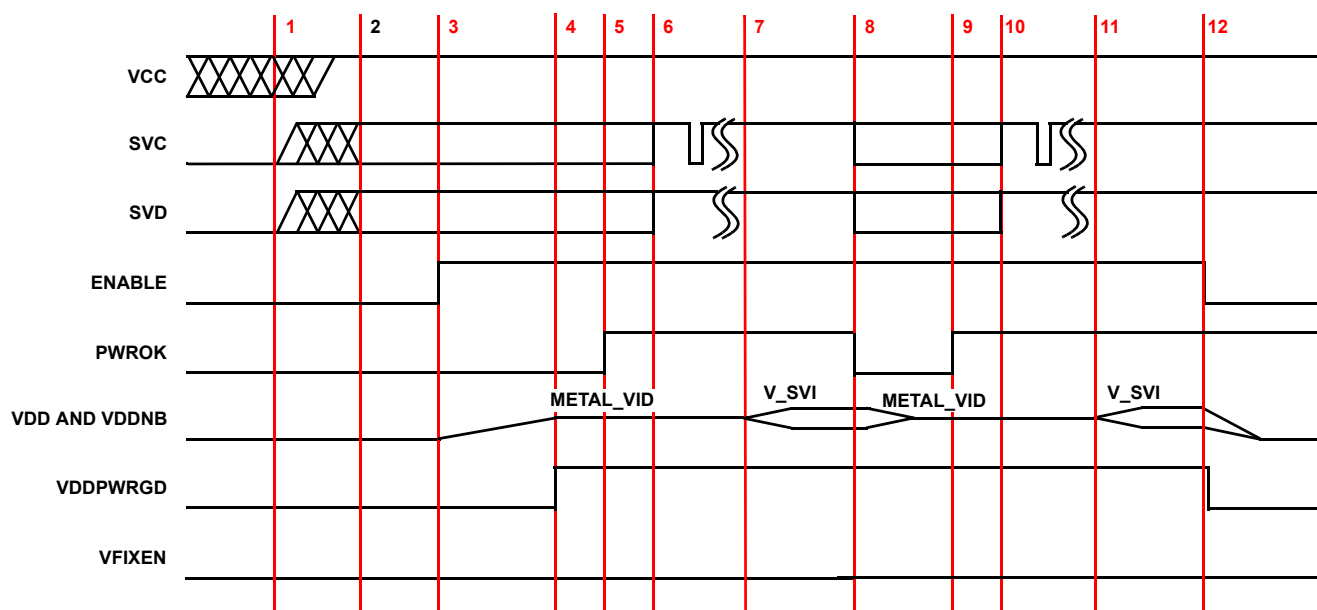 1 2 3 4 5 6 7 8 9 10 11 12
VCC
SVC
SVD
ENABLE
PWROK
METAL_VID V_SVI METAL_VID V_SVI
VDD AND VDDNB
VDDPWRGD
VFIXEN